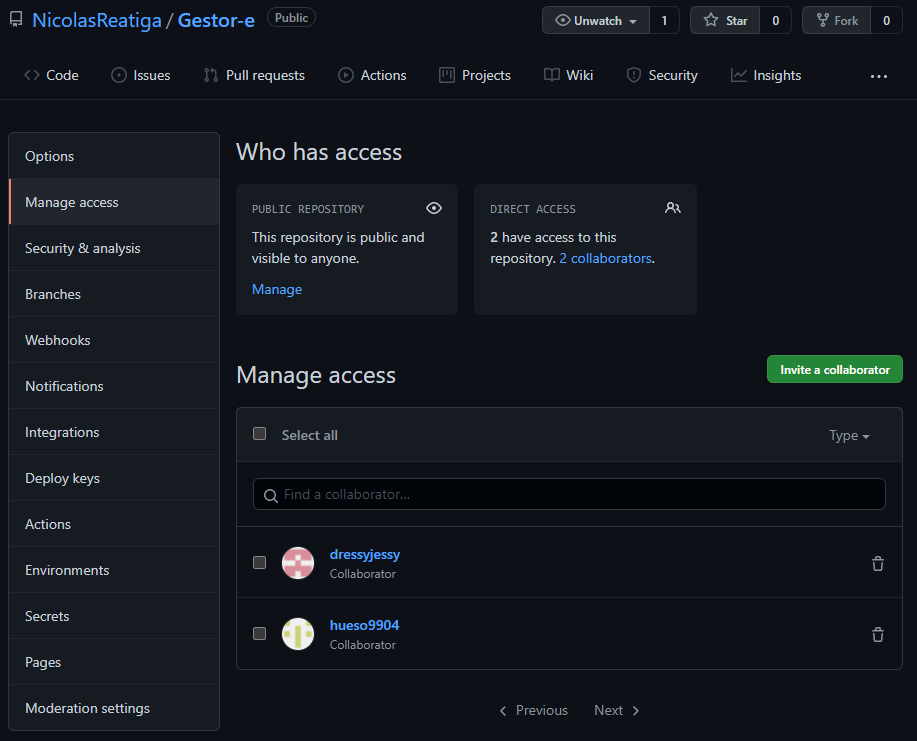 NicolasReatiga / Gestor-e Public Unwatch 1 Star 0 Fork 0
Code Issues Pull requests Actions Projects Wiki Security Insights ...
Options
Manage access
Security & analysis
Branches
Webhooks
Notifications
Integrations
Deploy keys
Actions
Environments
Secrets
Pages
Moderation settings
Who has access
PUBLIC REPOSITORY
This repository is public and
visible to anyone.
Manage
DIRECT ACCESS
2 have access to this
repository. 2 collaborators.
Manage access
Invite a collaborator
Select all Type
Find a collaborator...
dressyjessy
Collaborator
hueso9904
Collaborator
Previous Next